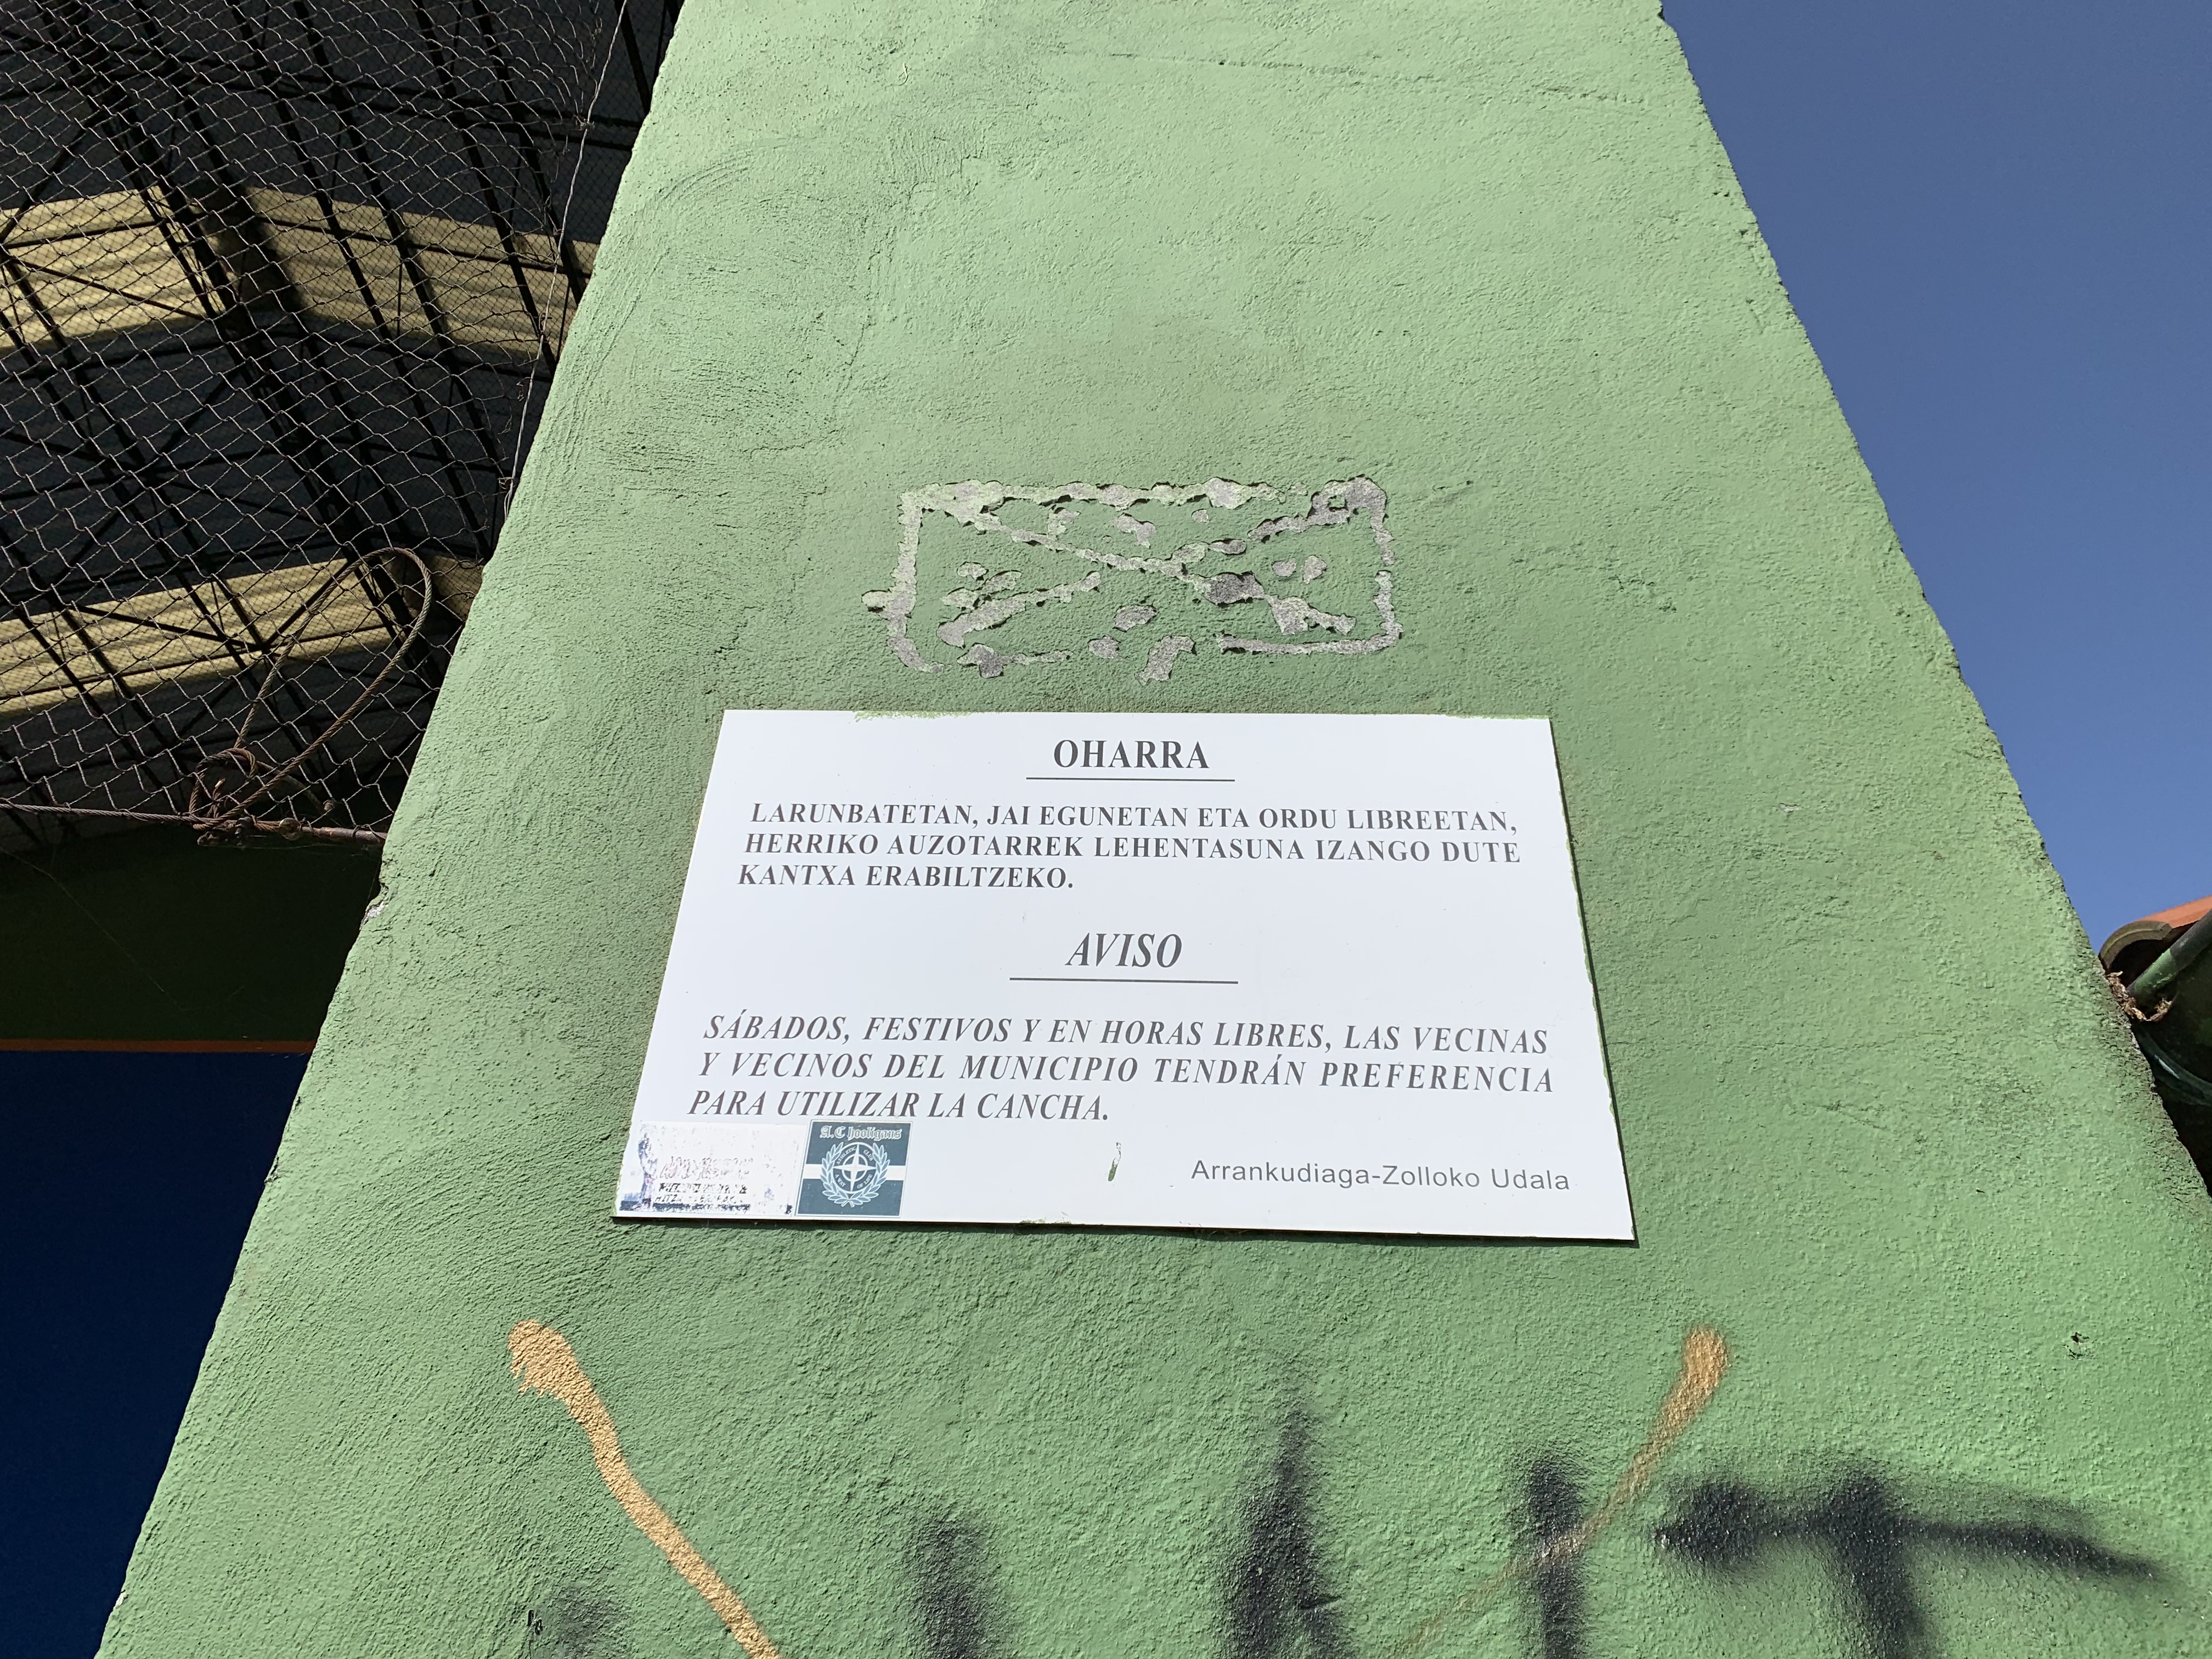 OHARRA
LARUNBATETAN, JAI EGUNETAN ETA ORDU LIBREETAN,
HERRIKO AUZOTARREK LEHENTASUNA IZANGO DUTE
KANTXA ERABILTZEKO.
AVISO
SÁBADOS, FESTIVOS Y EN HORAS LIBRES, LAS VECINAS
Y VECINOS DEL MUNICIPIO TENDRÁN PREFERENCIA
PARA UTILIZAR LA CANCHA.
A.C hooligans
Arrankudiaga-Zolloko Udala